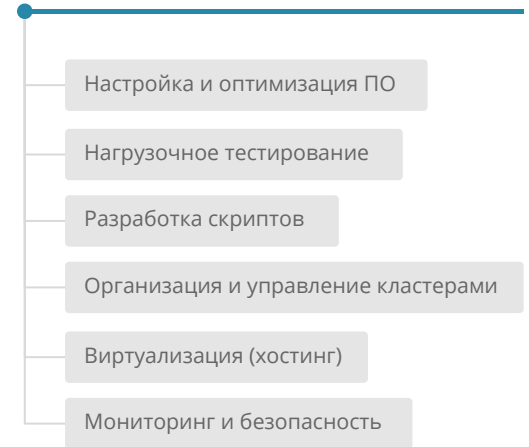 Настройка и оптимизация ПО
Нагрузочное тестирование
Разработка скриптов
Организация и управление кластерами
Виртуализация (хостинг)
Мониторинг и безопасность